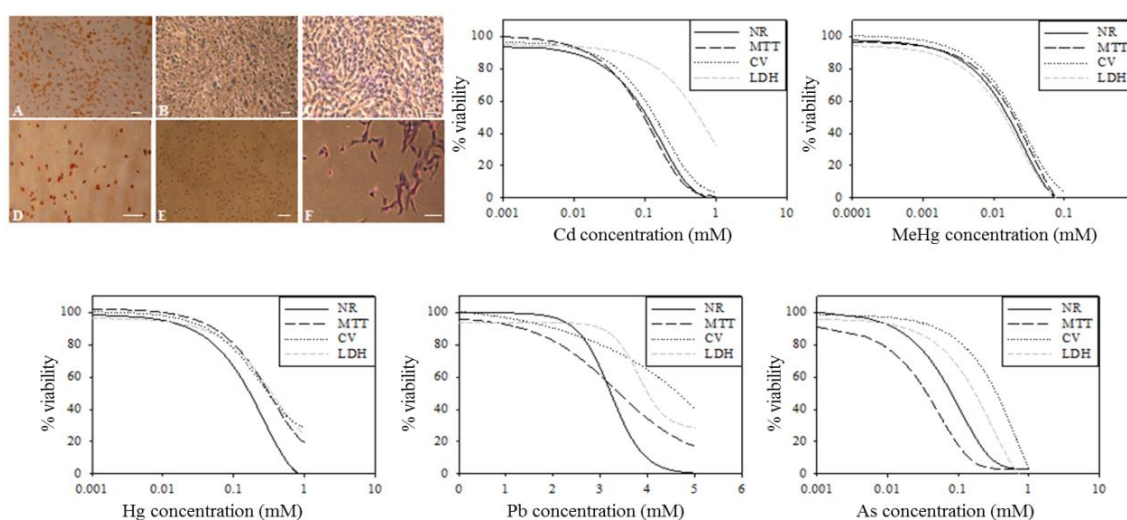 A
B
D
E
F
% viability
100
80
60
40
20
0
NR
MTT
CV
LDH
0.001
0.01
0.1
1
10
Cd concentration (mM)
% viability
100
80
60
40
20
0
NR
MTT
CV
LDH
0.0001
0.001
0.01
0.1
MeHg concentration (mM)
% viability
100
80
60
40
20
0
NR
MTT
CV
LDH
0.001
0.01
0.1
1
10
Hg concentration (mM)
% viability
100
80
60
40
20
0
NR
MTT
CV
LDH
0
1
2
3
4
5
6
Pb concentration (mM)
% viability
100
80
60
40
20
0
NR
MTT
CV
LDH
0.001
0.01
0.1
1
10
As concentration (mM)